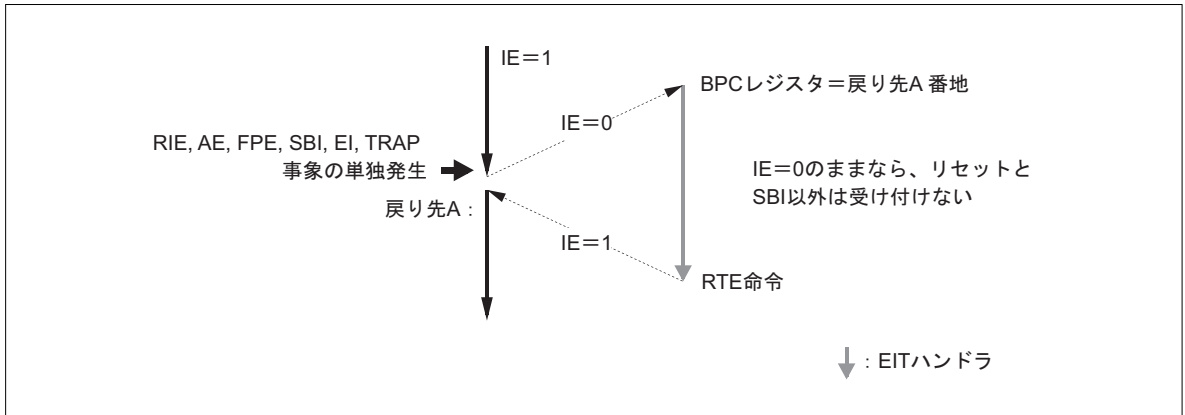 IE＝1
BPCレジスタ＝戻り先A 番地
IE＝0
RIE, AE, FPE, SBI, EI, TRAP
事象の単独発生
IE＝0のままなら、リセットと
SBI以外は受け付けない
戻り先A：
IE＝1
RTE命令
：EITハンドラ